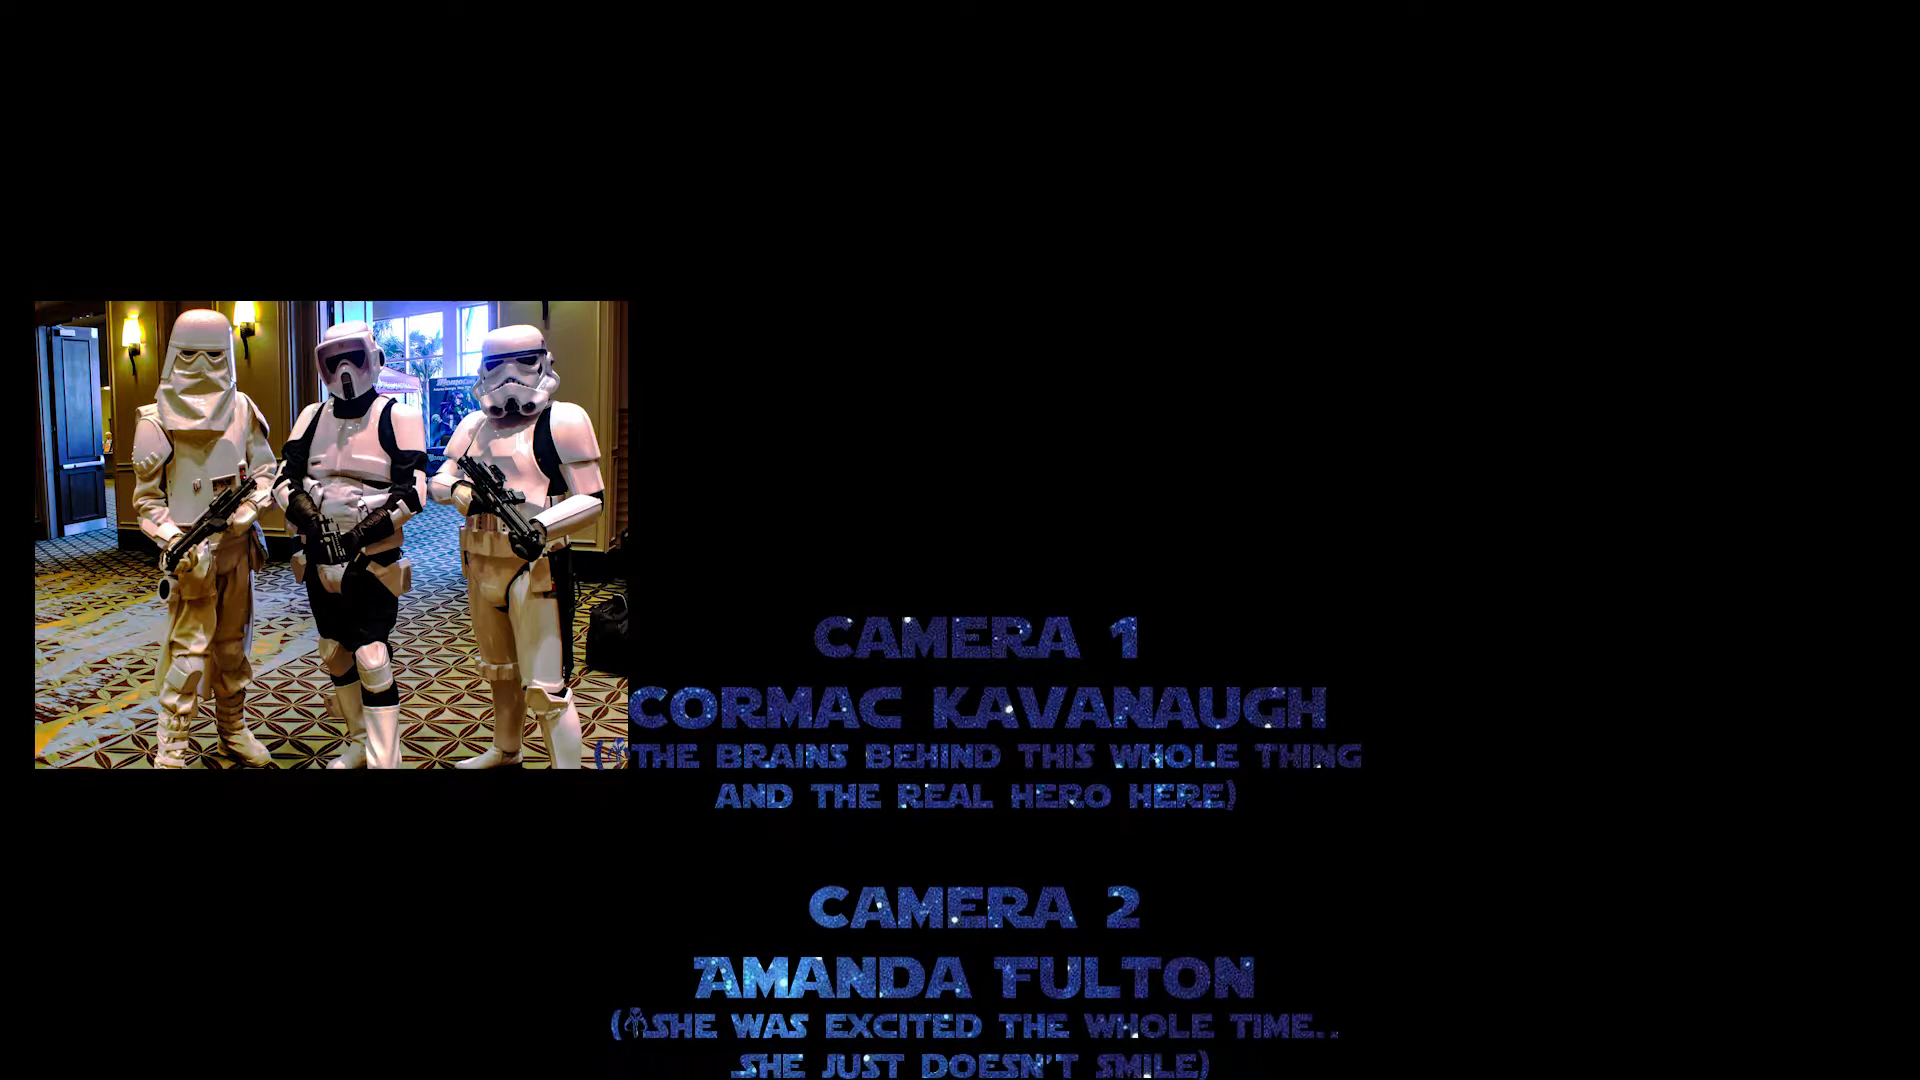 CAMERA 1
CORMAC KAVANAUGH
(THE BRAINS BEHIND THIS WHOLE THING
AND THE REAL HERO HERE)
CAMERA 2
AMANDA FULTON
(SHE WAS EXCITED THE WHOLE TIME..
SHE JUST DOESN'T SMILE)